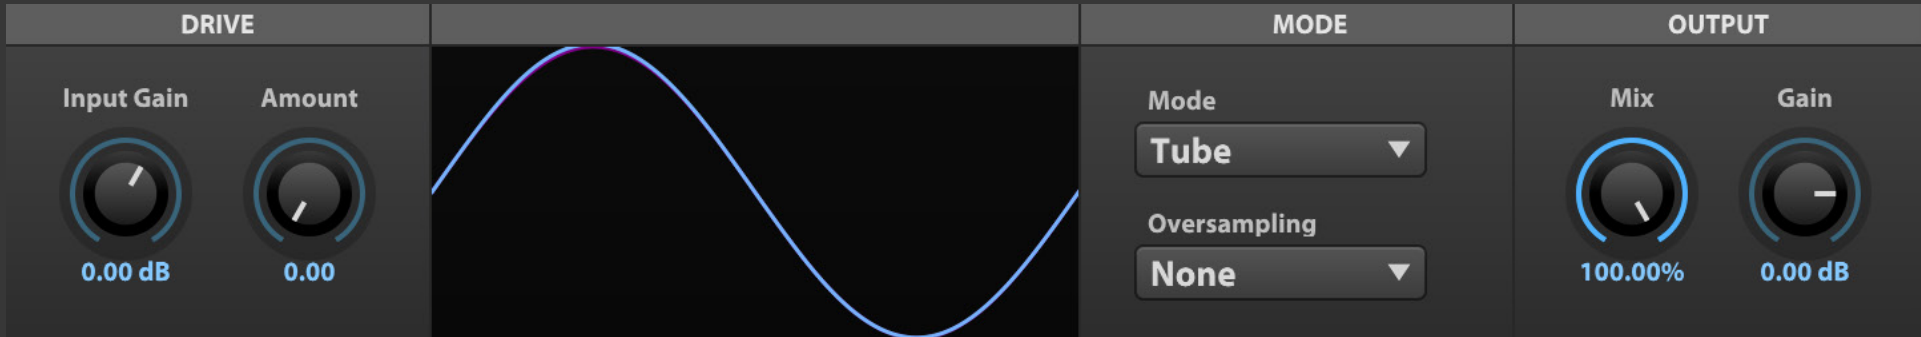 DRIVE
MODE
OUTPUT
Input Gain
Amount
Mode
Mix
Gain
Tube
Oversampling
0.00 dB
0.00
None
100.00%
0.00 dB